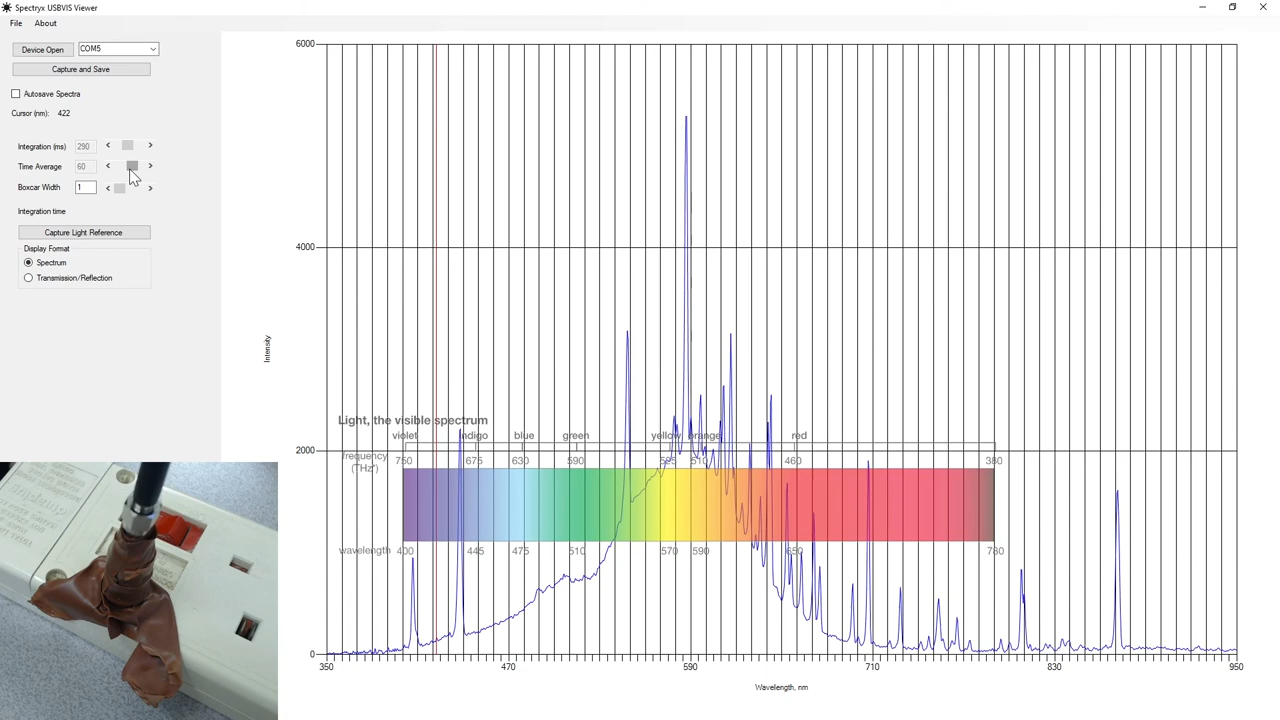 Spectryx USBVIS Viewer
File About
Device Open COM5
Capture and Save
Autosave Spectra
Cursor (nm): 422
Integration (ms) 290 < >
Time Average 60 < >
Boxcar Width 1 < >
Integration time
Capture Light Reference
Display Format
Spectrum
Transmission/Reflection
6000
4000
Intensity
Light, the visible spectrum
violet indigo blue green yellow orange red
2000
frequency 750 675 630 590 525 510 460 380
(THz*)
wavelength 400 445 475 510 570 590 650 780
0
350 470 590 710 830 950
Wavelength, nm